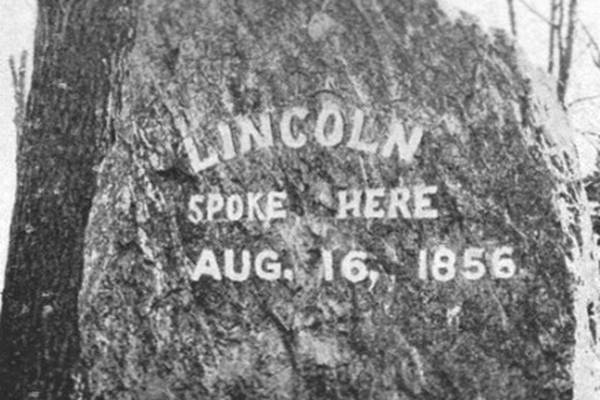 LINCOLN
SPOKE HERE
AUG. 16, 1856